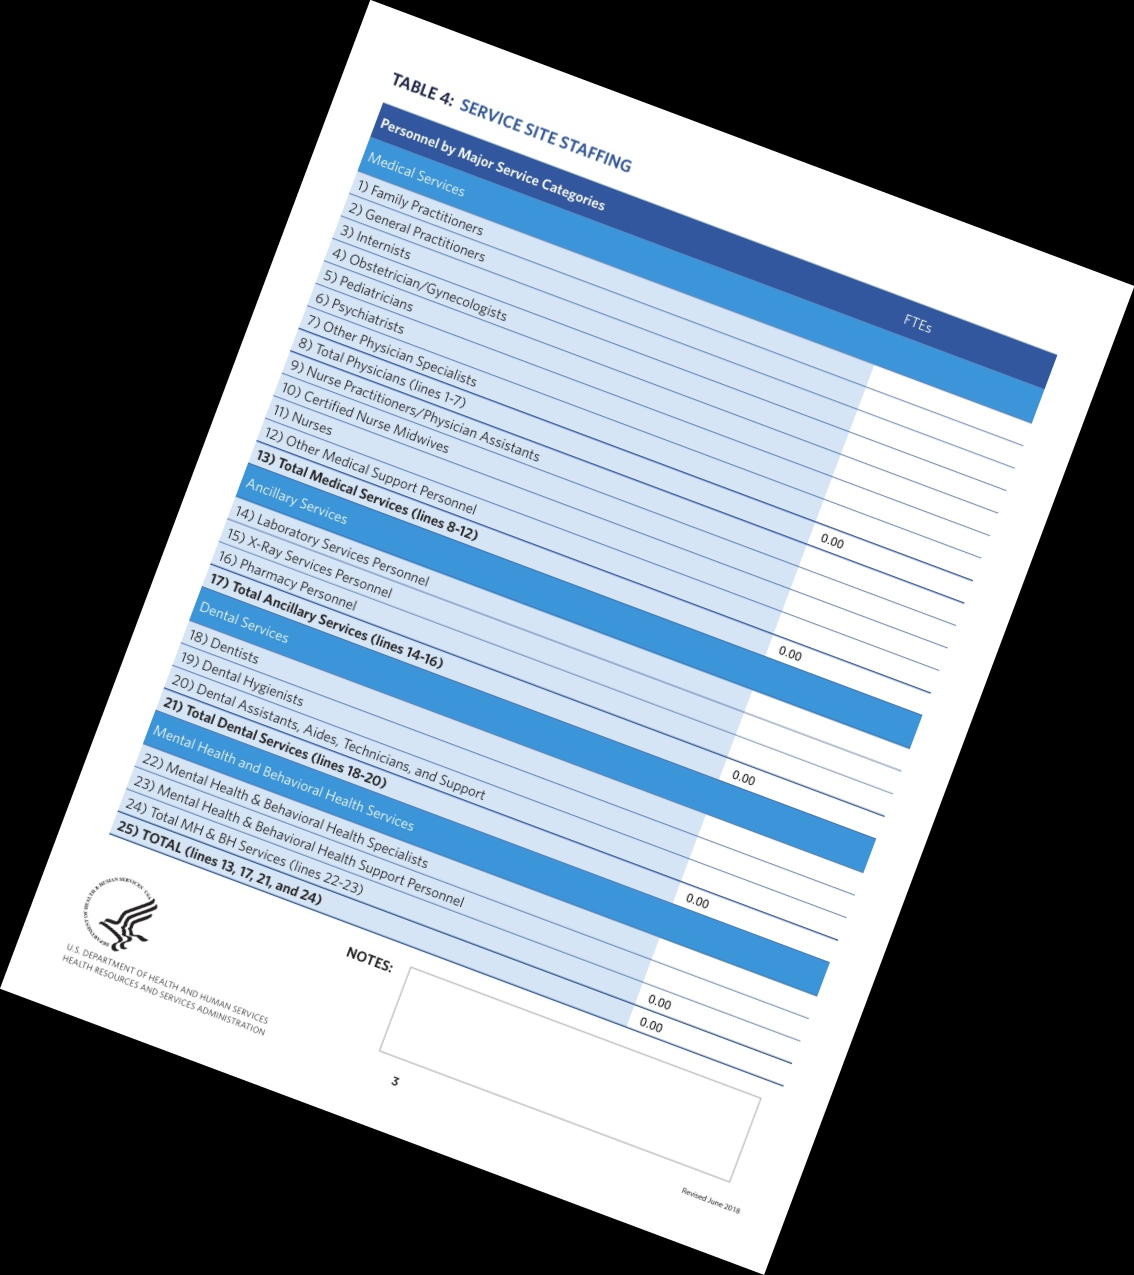 TABLE 4: SERVICE SITE STAFFING
Personnel by Major Service Categories FTEs
Medical Services
1) Family Practitioners
2) General Practitioners
3) Internists
4) Obstetrician/Gynecologists
5) Pediatricians
6) Psychiatrists
7) Other Physician Specialists
8) Total Physicians (lines 1-7) 0.00
9) Nurse Practitioners/Physician Assistants
10) Certified Nurse Midwives
11) Nurses
12) Other Medical Support Personnel
13) Total Medical Services (lines 8-12) 0.00
Ancillary Services
14) Laboratory Services Personnel
15) X-Ray Services Personnel
16) Pharmacy Personnel
17) Total Ancillary Services (lines 14-16) 0.00
Dental Services
18) Dentists
19) Dental Hygienists
20) Dental Assistants, Aides, Technicians, and Support
21) Total Dental Services (lines 18-20) 0.00
Mental Health and Behavioral Health Services
22) Mental Health & Behavioral Health Specialists
23) Mental Health & Behavioral Health Support Personnel
24) Total MH & BH Services (lines 22-23) 0.00
25) TOTAL (lines 13, 17, 21, and 24) 0.00
NOTES:
DEPARTMENT OF HEALTH & HUMAN SERVICES · USA
U.S. DEPARTMENT OF HEALTH AND HUMAN SERVICES
HEALTH RESOURCES AND SERVICES ADMINISTRATION
3
Revised June 2018